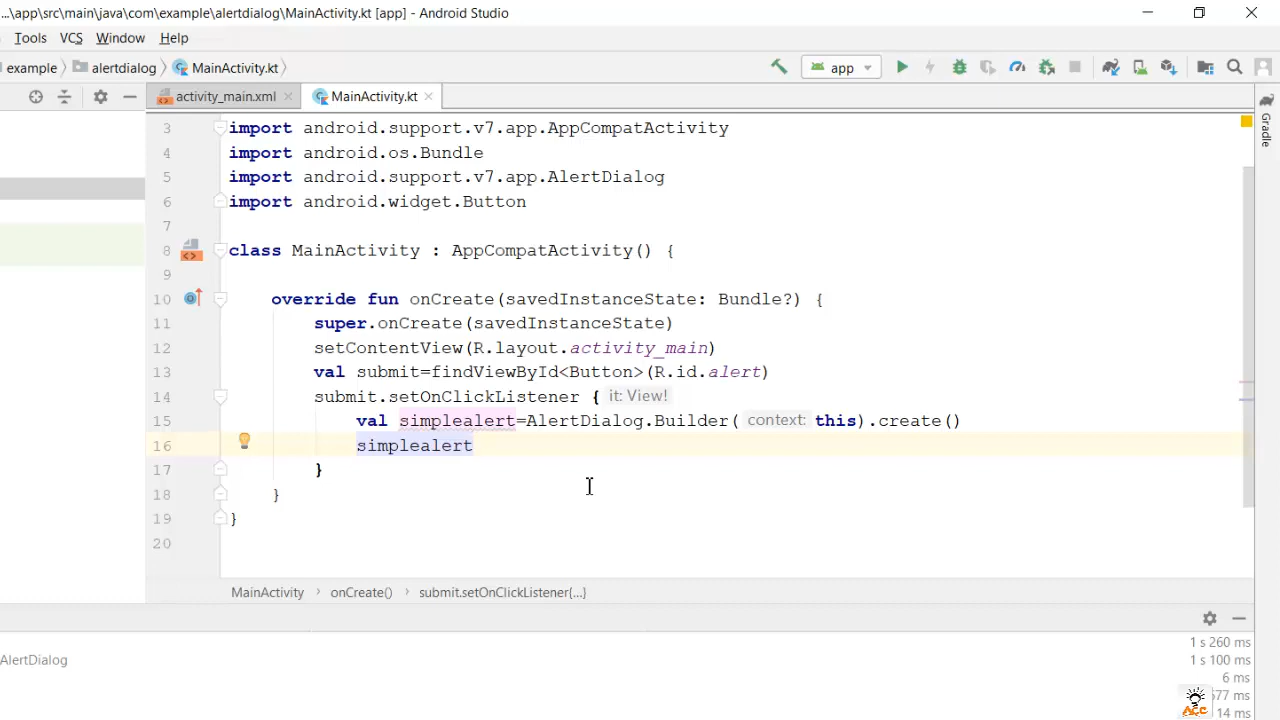 ...\app\src\main\java\com\example\alertdialog\MainActivity.kt [app] - Android Studio
Tools VCS Window Help
example alertdialog MainActivity.kt app
activity_main.xml MainActivity.kt
Gradle
3 import android.support.v7.app.AppCompatActivity
4 import android.os.Bundle
5 import android.support.v7.app.AlertDialog
6 import android.widget.Button
7
8 class MainActivity : AppCompatActivity() {
9
10 override fun onCreate(savedInstanceState: Bundle?) {
11 super.onCreate(savedInstanceState)
12 setContentView(R.layout.activity_main)
13 val submit=findViewById<Button>(R.id.alert)
14 submit.setOnClickListener { it: View!
15 val simplealert=AlertDialog.Builder( context: this).create()
16 simplealert
17 }
18 }
19 }
20
MainActivity › onCreate() › submit.setOnClickListener{...}
1 s 260 ms
AlertDialog 1 s 100 ms
6 ms
577 ms
14 ms